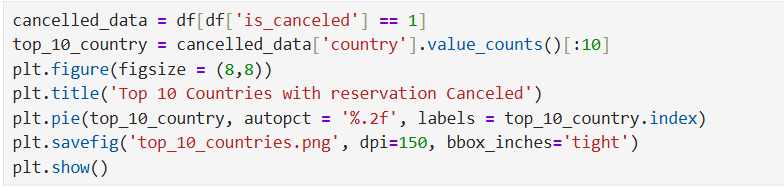 cancelled_data = df[df['is_canceled'] == 1]
top_10_country = cancelled_data['country'].value_counts()[:10]
plt.figure(figsize = (8,8))
plt.title('Top 10 Countries with reservation Canceled')
plt.pie(top_10_country, autopct = '%.2f', labels = top_10_country.index)
plt.savefig('top_10_countries.png', dpi=150, bbox_inches='tight')
plt.show()